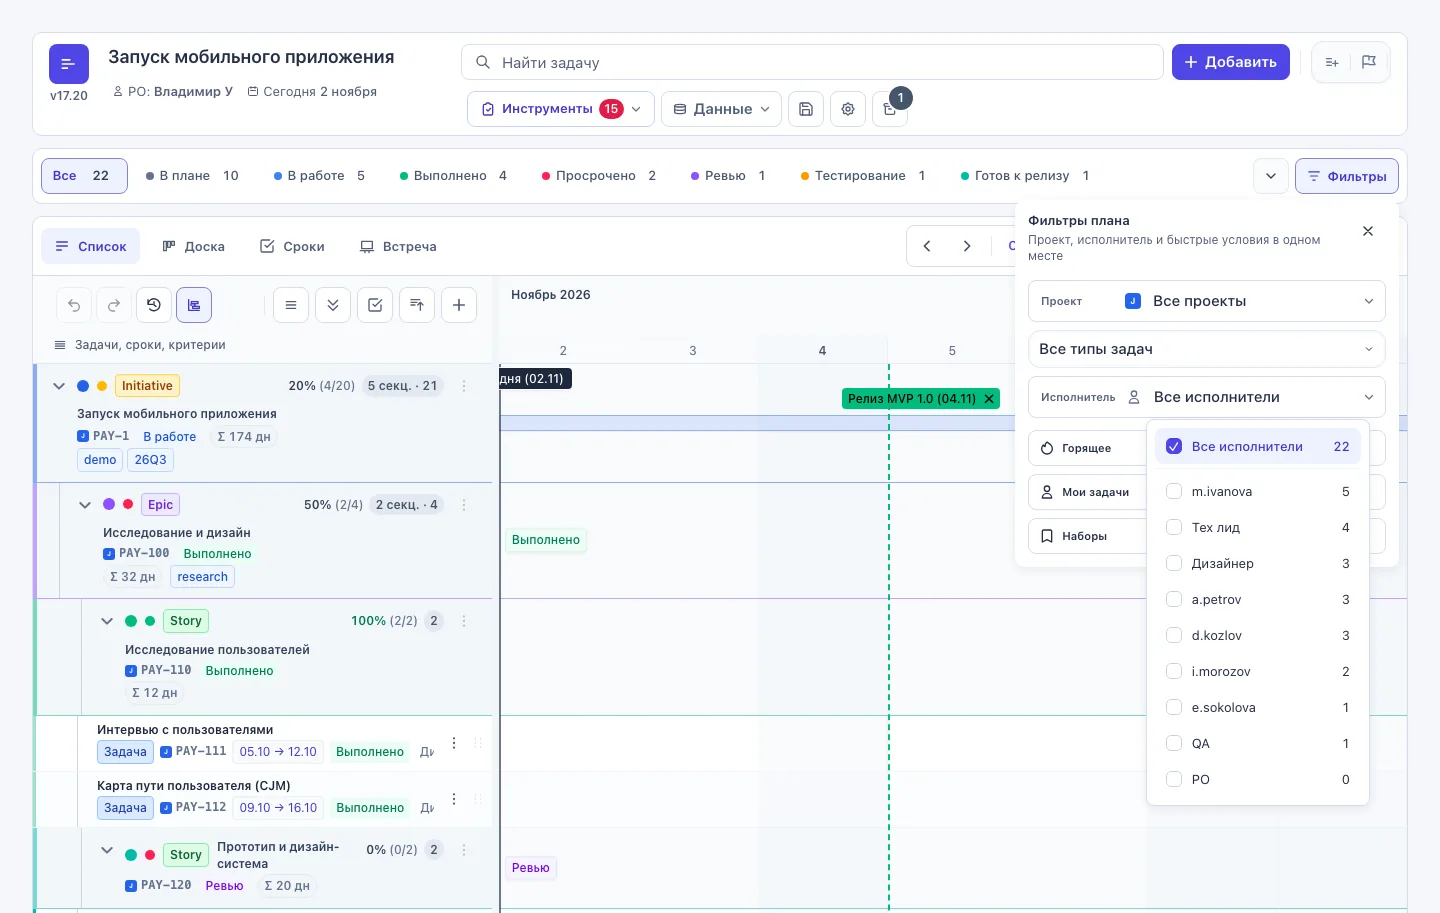 Запуск мобильного приложения
v17.20
PO: Владимир У
Сегодня 2 ноября
Найти задачу
Добавить
Инструменты 15
Данные
1
Все 22
В плане 10
В работе 5
Выполнено 4
Просрочено 2
Ревью 1
Тестирование 1
Готов к релизу 1
Фильтры
Список
Доска
Сроки
Встреча
Задачи, сроки, критерии
Ноябрь 2026
2 3 4 5
дня (02.11)
Релиз MVP 1.0 (04.11)
Initiative
20% (4/20) 5 секц. · 21
Запуск мобильного приложения
PAY-1 В работе Σ 174 дн
demo 26Q3
Epic
50% (2/4) 2 секц. · 4
Исследование и дизайн
PAY-100 Выполнено
Σ 32 дн research
Выполнено
Story
100% (2/2) 2
Исследование пользователей
PAY-110 Выполнено
Σ 12 дн
Интервью с пользователями
Задача PAY-111 05.10 → 12.10 Выполнено Ди
Карта пути пользователя (CJM)
Задача PAY-112 09.10 → 16.10 Выполнено Ди
Story
Прототип и дизайн-
система
0% (0/2) 2
PAY-120 Ревью Σ 20 дн
Ревью
Фильтры плана
Проект, исполнитель и быстрые условия в одном
месте
Проект J Все проекты
Все типы задач
Исполнитель Все исполнители
Горящее
Мои задачи
Наборы
Все исполнители 22
m.ivanova 5
Тех лид 4
Дизайнер 3
a.petrov 3
d.kozlov 3
i.morozov 2
e.sokolova 1
QA 1
PO 0